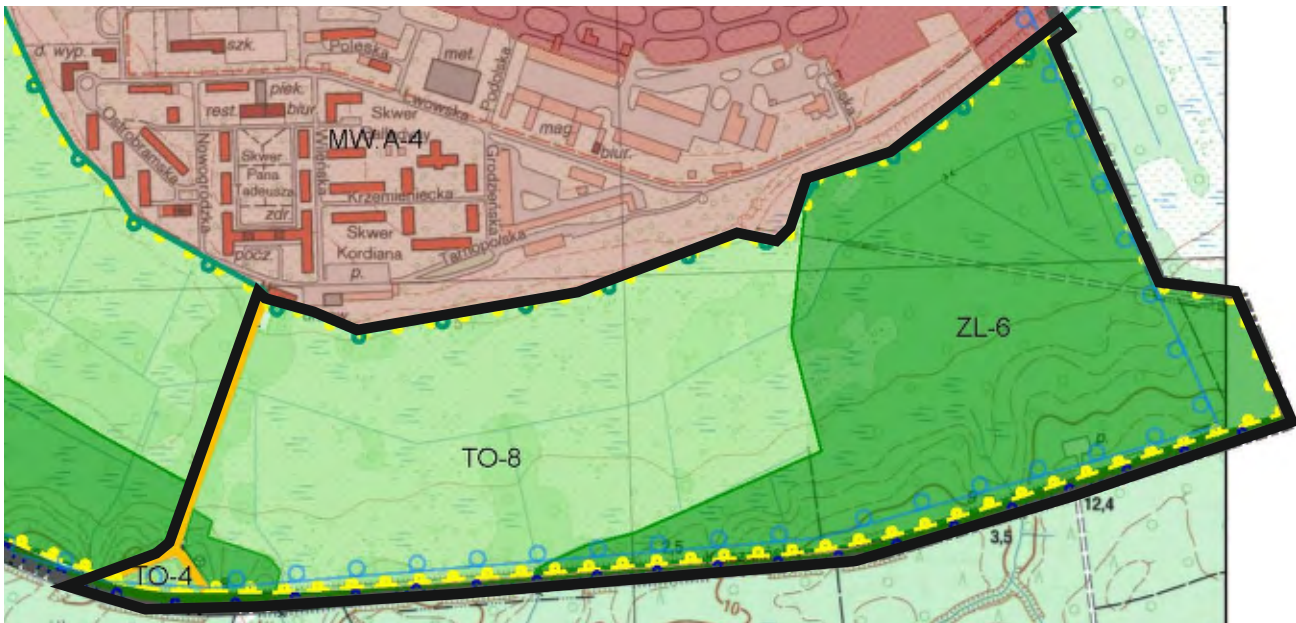 d. wyp.
szk.
Poleska
met.
Podolska
piek.
rest.
biur.
Skwer
Lwowska
mag.
biur.
MW.A-4
Ostrobramska
Nowogródzka
Skwer
Pana
Tadeusza
zdr.
Wileńska
Krzemieniecka
Grodzieńska
Skwer
Kordiana
Tarnopolska
pocz.
p.
ZL-6
TO-8
p.
TO-4
2,5
12,4
3,5
10